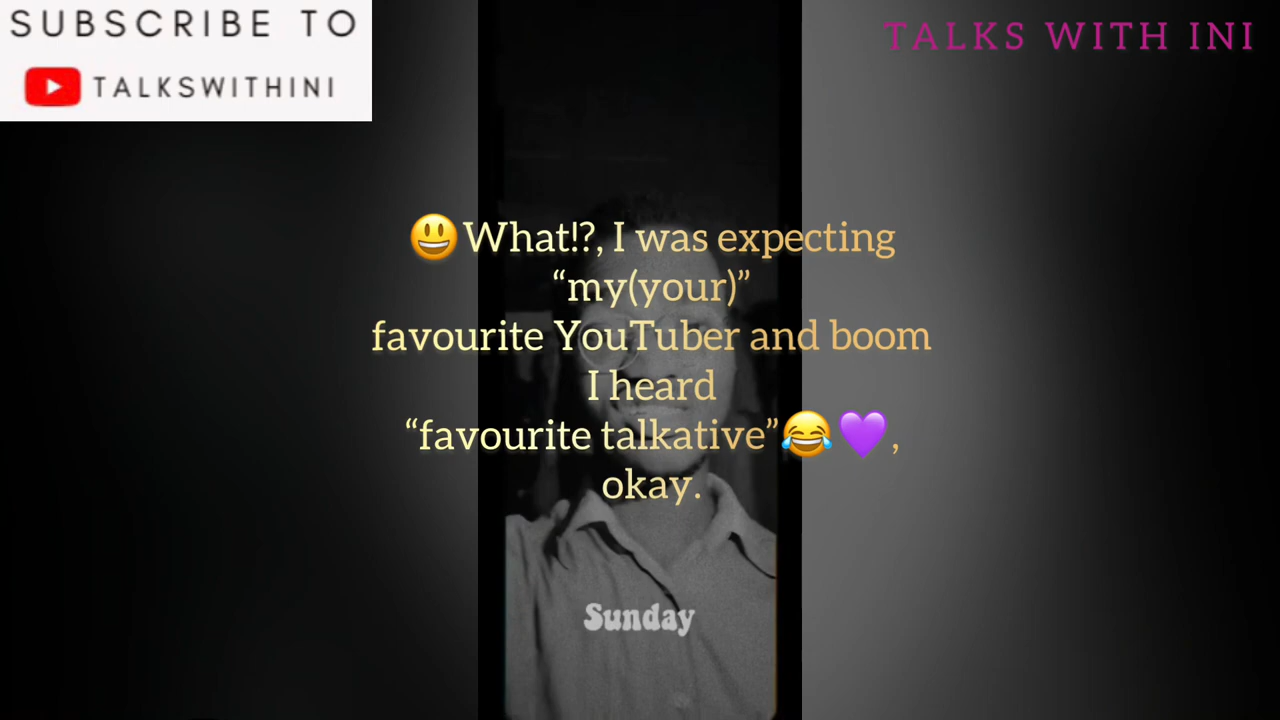 SUBSCRIBE TO
TALKSWITHINI
TALKS WITH INI
😃What!?, I was expecting
“my(your)”
favourite YouTuber and boom
I heard
“favourite talkative”😂💜,
okay.
Sunday